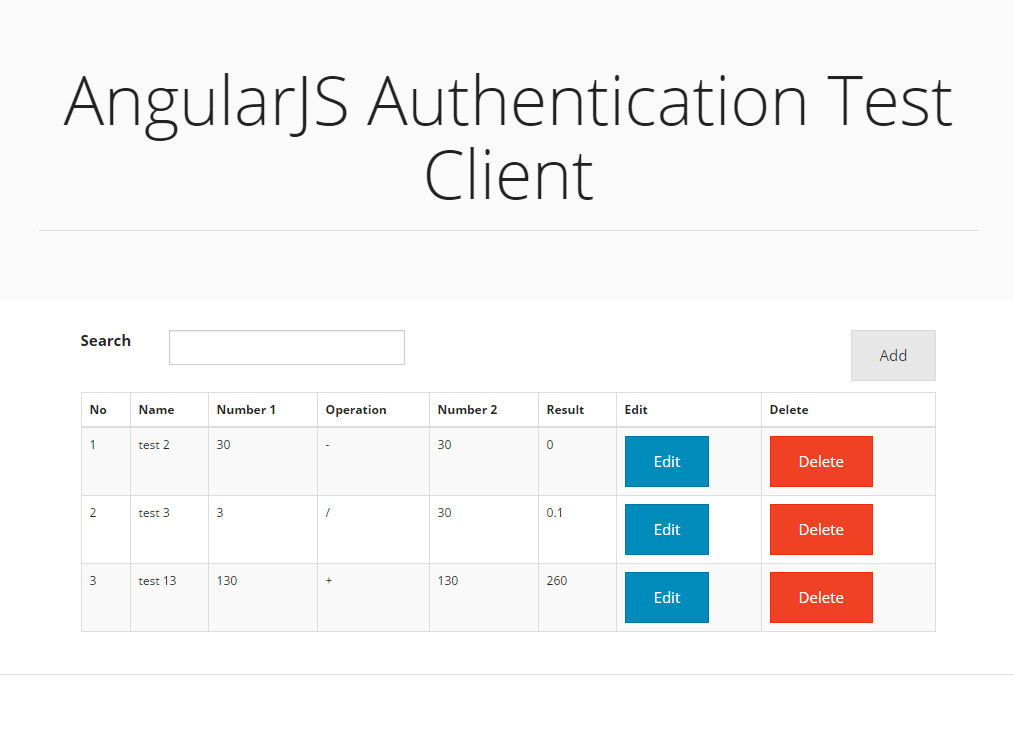 AngularJS Authentication Test
Client
Search
Add
No Name Number 1 Operation Number 2 Result Edit Delete
1 test 2 30 - 30 0 Edit Delete
2 test 3 3 / 30 0.1 Edit Delete
3 test 13 130 + 130 260 Edit Delete